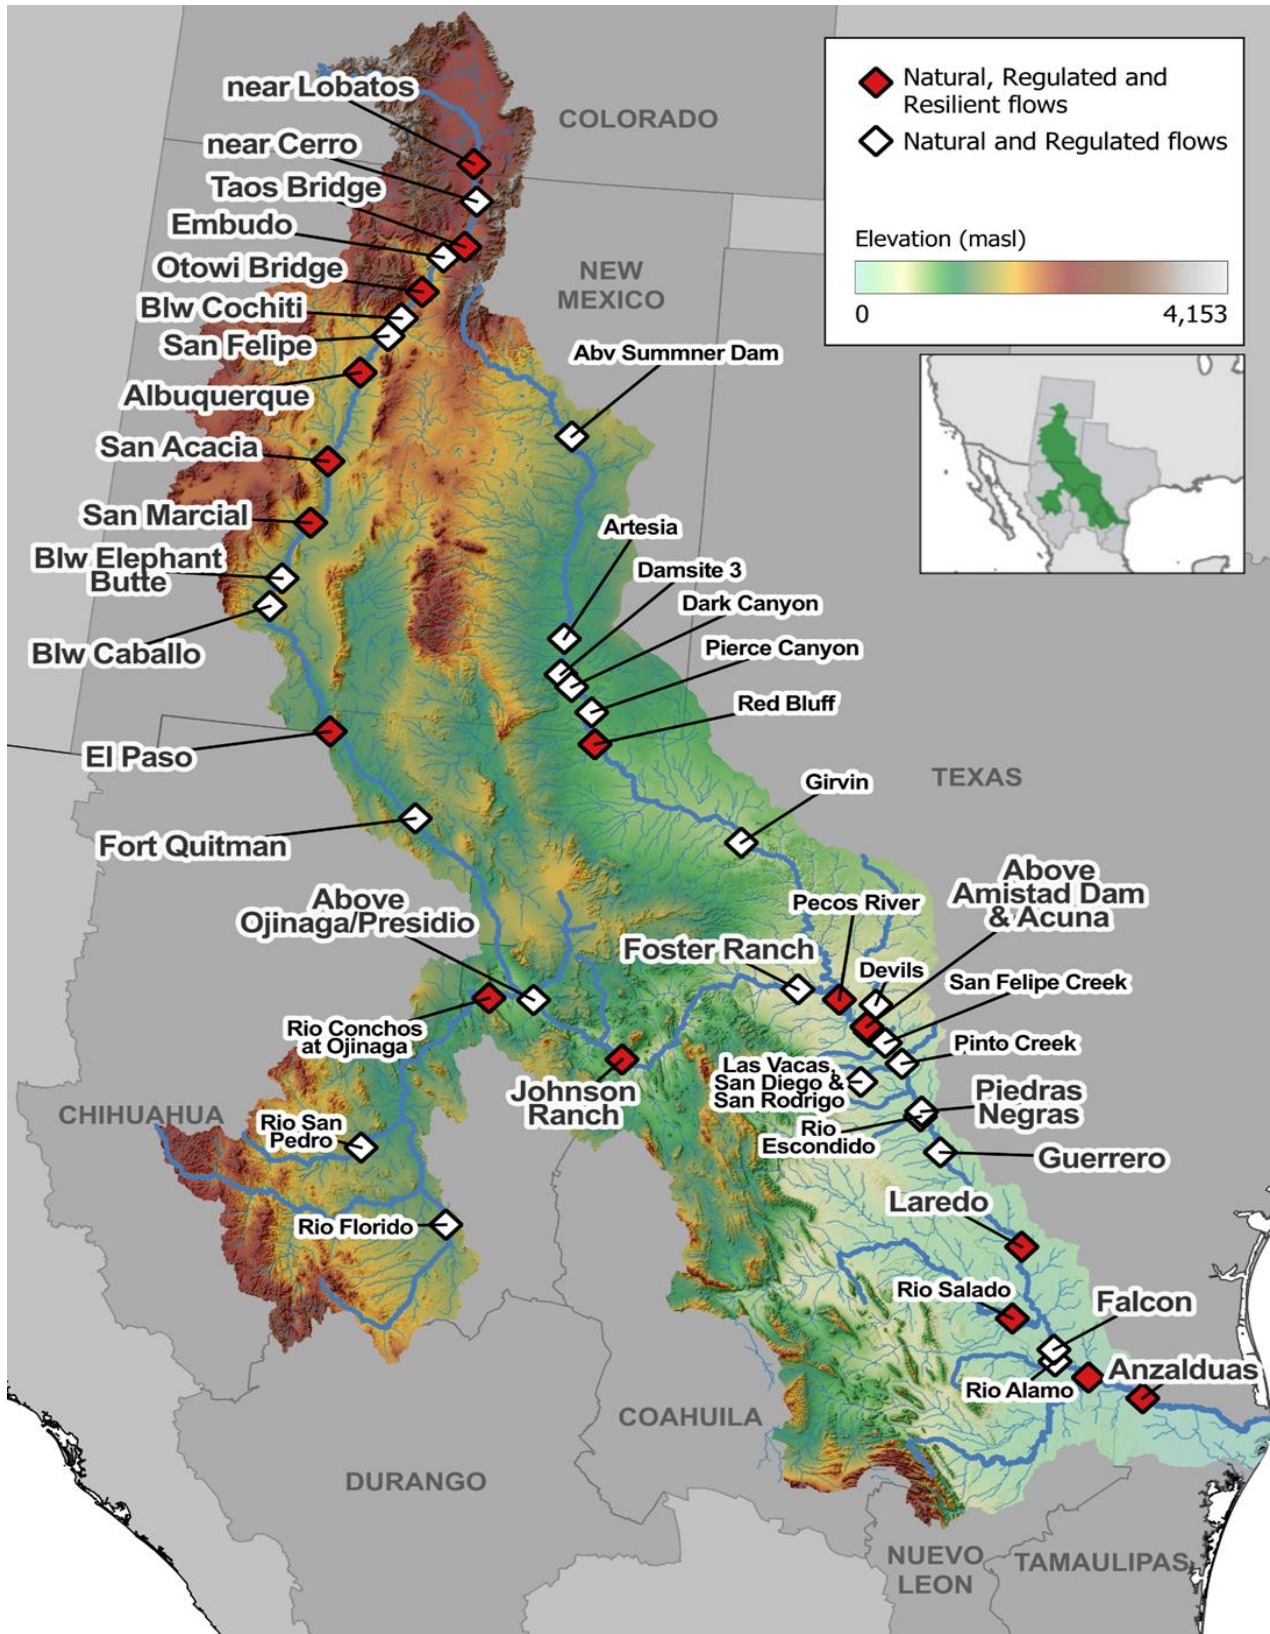 near Lobatos
COLORADO
near Cerro
Taos Bridge
Embudo
Otowi Bridge
Blw Cochiti
San Felipe
Albuquerque
San Acacia
San Marcial
Blw Elephant
Butte
Blw Caballo
El Paso
Fort Quitman
Above
Ojinaga/Presidio
Natural, Regulated and
Resilient flows
Natural and Regulated flows
Elevation (masl)
0
4,153
NEW
MEXICO
Abv Summner Dam
Artesia
Damsite 3
Dark Canyon
Pierce Canyon
Red Bluff
Girvin
TEXAS
Above
Amistad Dam
& Acuna
Pecos River
Foster Ranch
Devils
San Felipe Creek
Pinto Creek
Rio Conchos
at Ojinaga
Johnson
Ranch
Las Vacas,
San Diego &
San Rodrigo
Piedras
Negras
Rio
Escondido
Guerrero
CHIHUAHUA
Rio San
Pedro
Rio Florido
Laredo
Rio Salado
Falcon
Anzalduas
Rio Alamo
COAHUILA
DURANGO
NUEVO
LEON
TAMAULIPAS